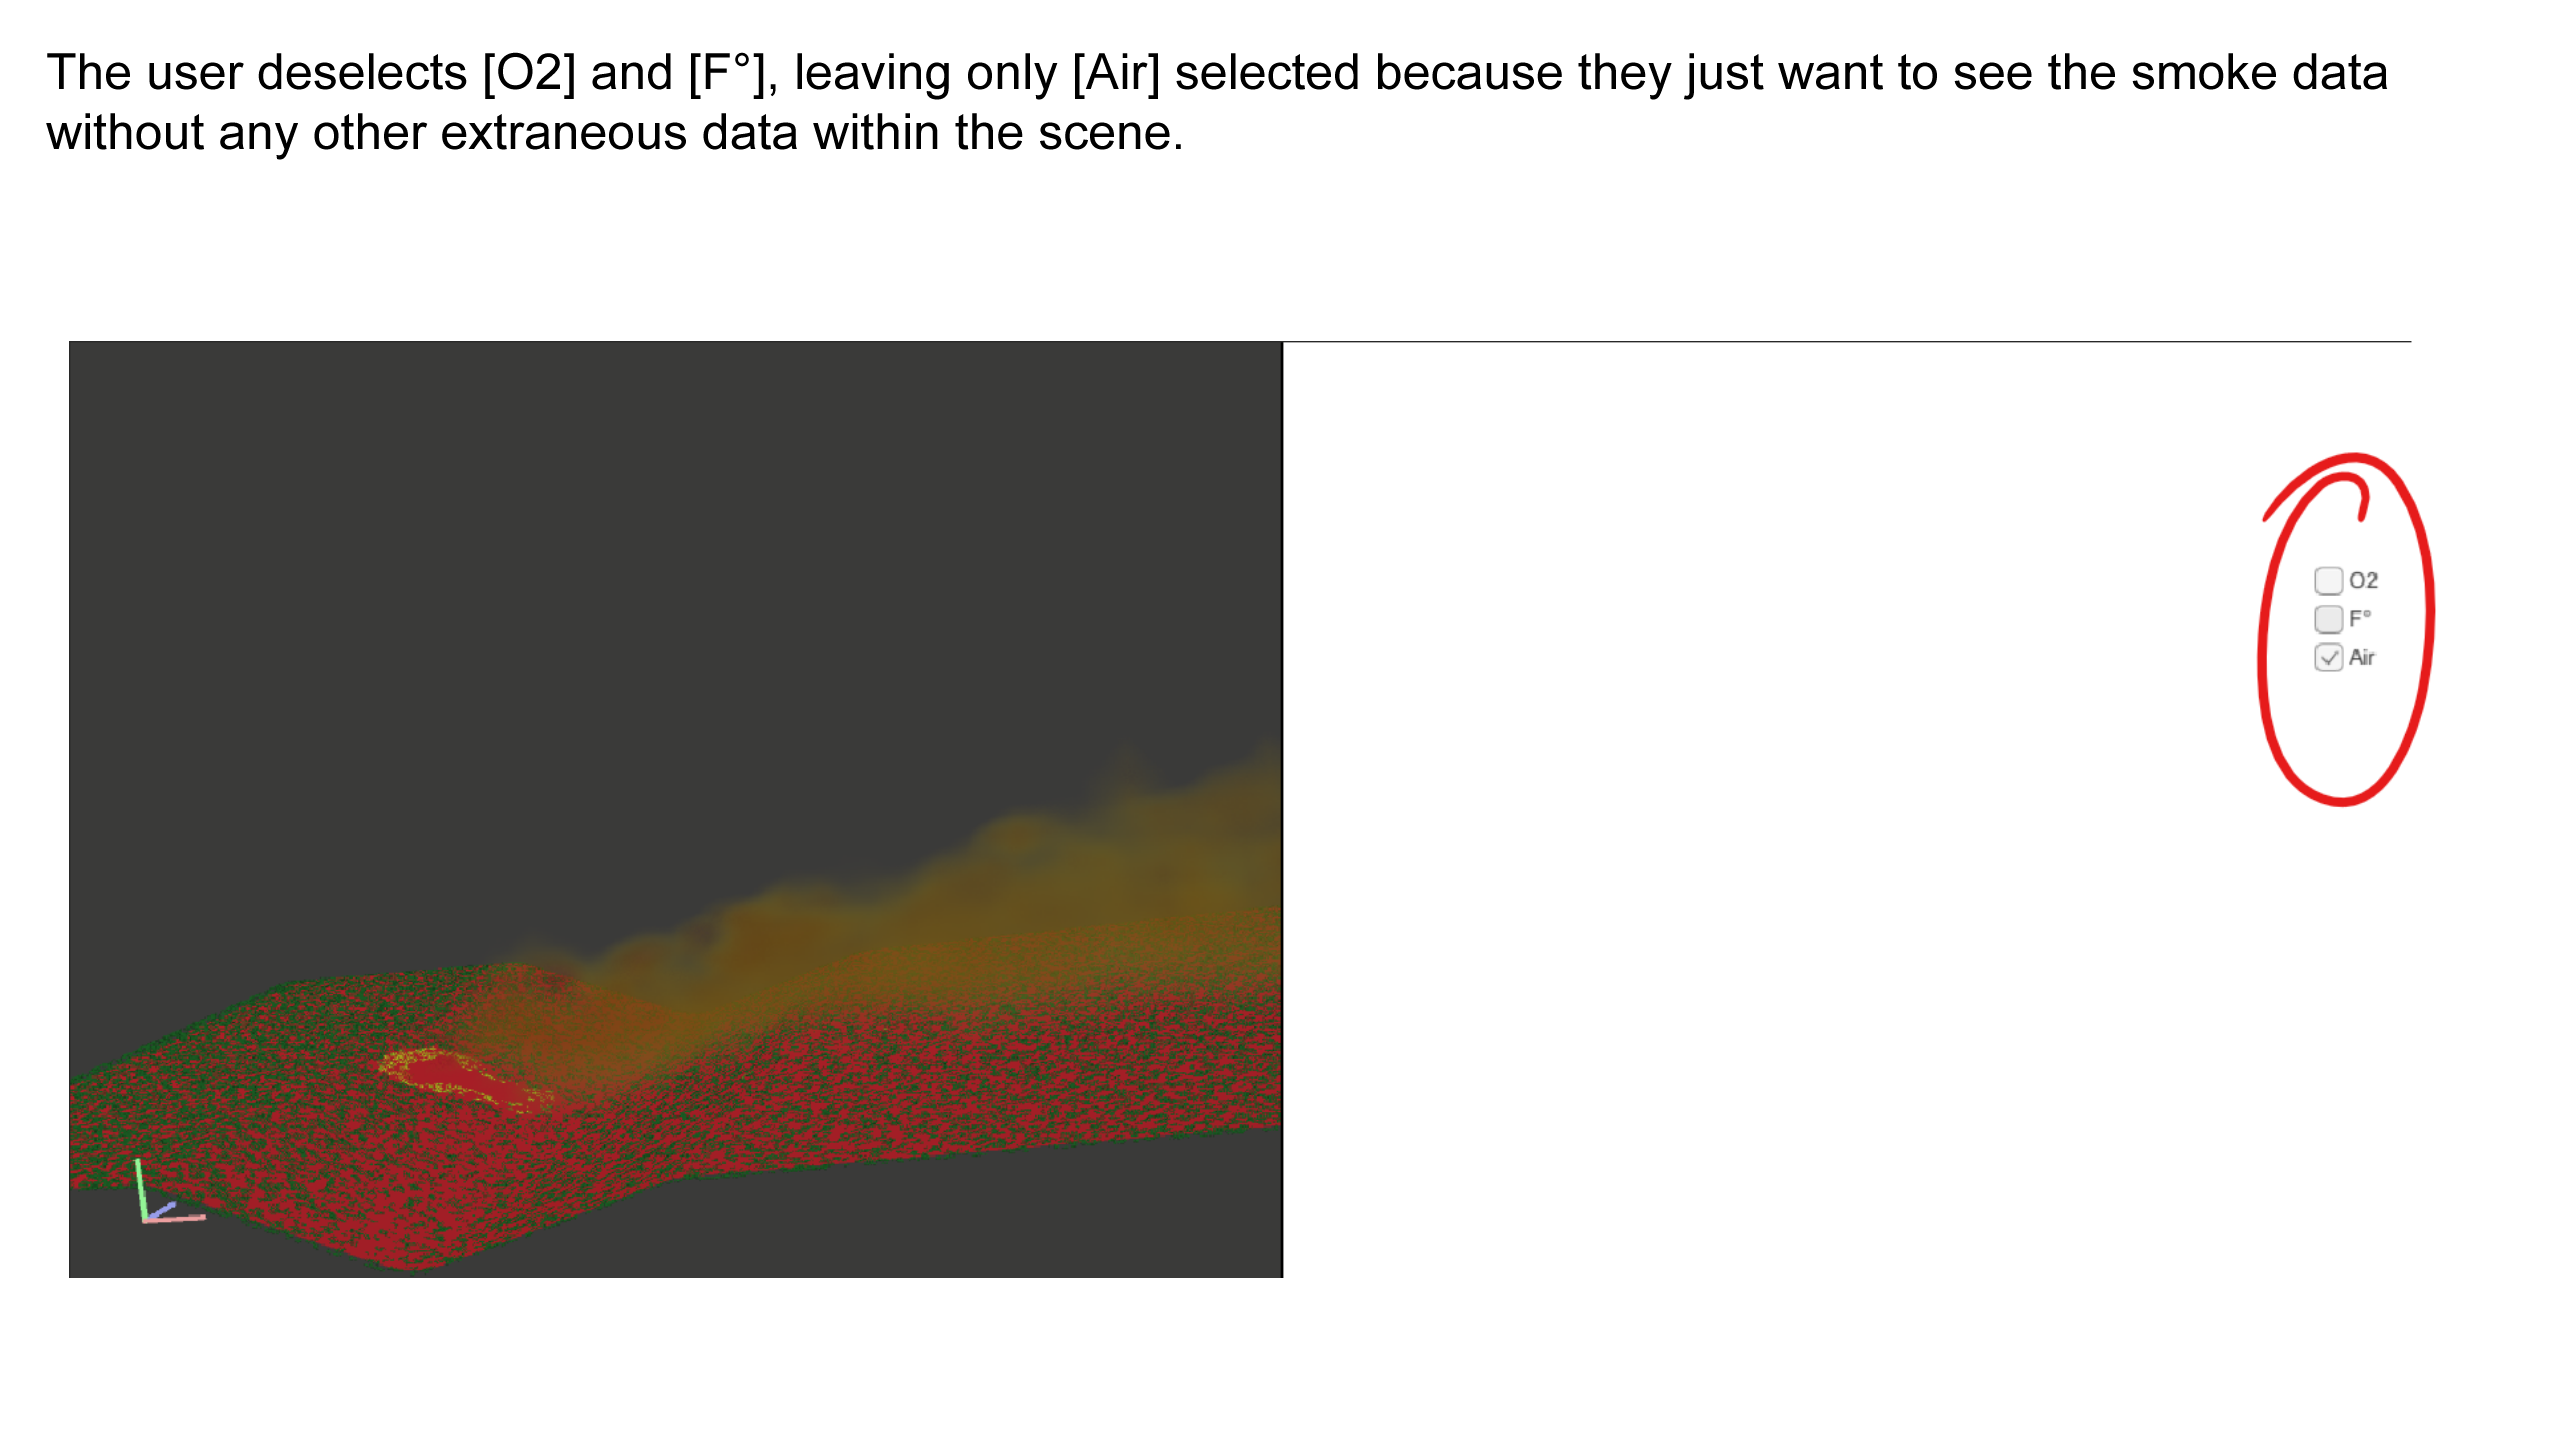 The user deselects [O2] and [F°], leaving only [Air] selected because they just want to see the smoke data
without any other extraneous data within the scene.
O2
F°
Air